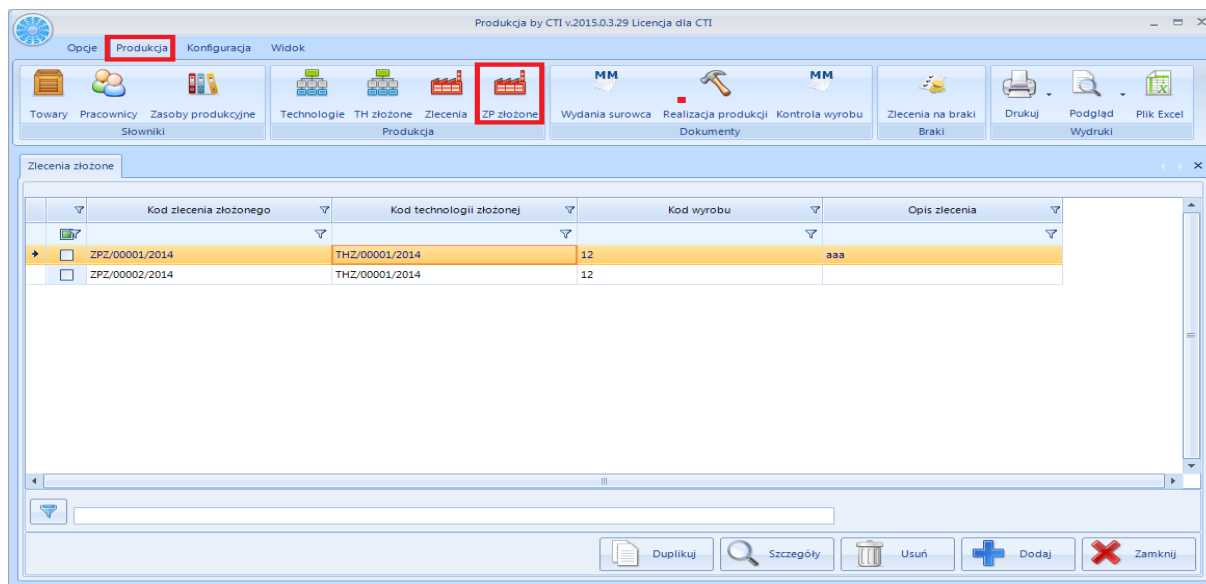 Produkcja by CTI v.2015.0.3.29 Licencja dla CTI
Opcje Produkcja Konfiguracja Widok
MM MM
Towary Pracownicy Zasoby produkcyjne Technologie TH złożone Zlecenia ZP złożone Wydania surowca Realizacja produkcji Kontrola wyrobu Zlecenia na braki Drukuj Podgląd Plik Excel
Słowniki Produkcja Dokumenty Braki Wydruki
Zlecenia złożone
Kod zlecenia złożonego Kod technologii złożonej Kod wyrobu Opis zlecenia
ZPZ/00001/2014 THZ/00001/2014 12 aaa
ZPZ/00002/2014 THZ/00001/2014 12
Duplikuj Szczegóły Usuń Dodaj Zamknij